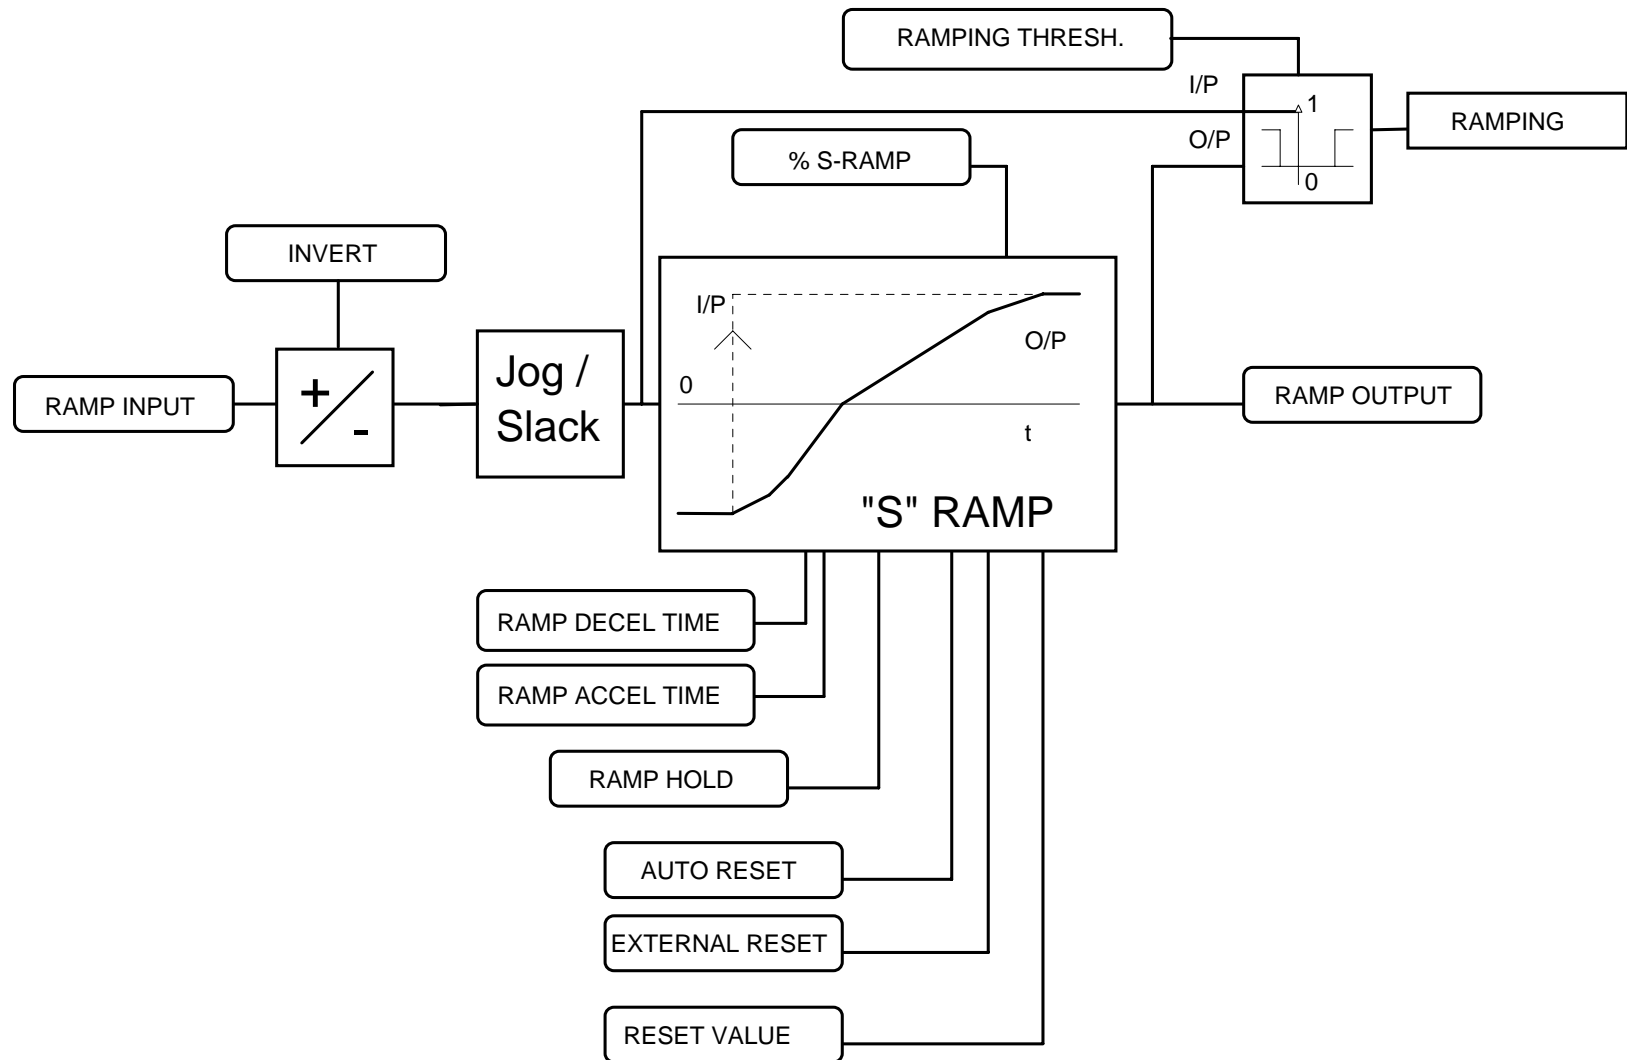 RAMPING THRESH.
I/P
1
RAMPING
O/P
% S-RAMP
0
INVERT
I/P
O/P
Jog /
Slack
0
+
-
RAMP INPUT
RAMP OUTPUT
t
"S" RAMP
RAMP DECEL TIME
RAMP ACCEL TIME
RAMP HOLD
AUTO RESET
EXTERNAL RESET
RESET VALUE